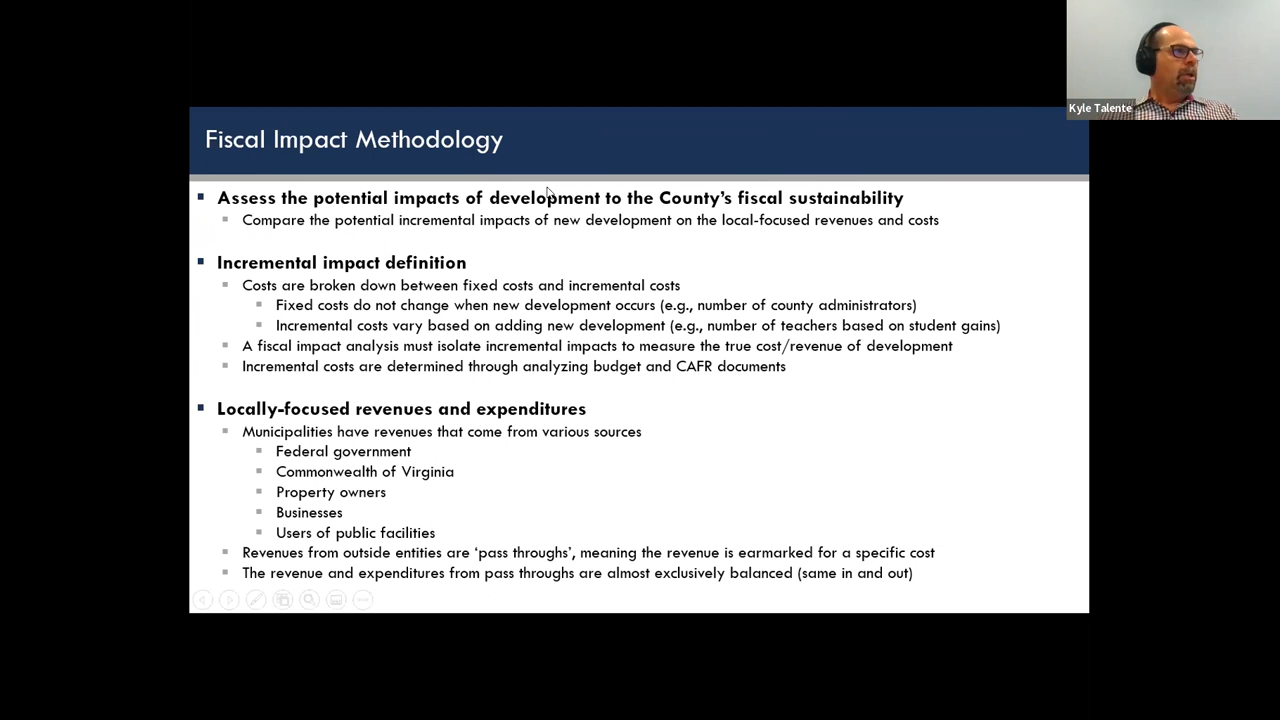 Kyle Talente
Fiscal Impact Methodology
Assess the potential impacts of development to the County's fiscal sustainability
Compare the potential incremental impacts of new development on the local-focused revenues and costs
Incremental impact definition
Costs are broken down between fixed costs and incremental costs
Fixed costs do not change when new development occurs (e.g., number of county administrators)
Incremental costs vary based on adding new development (e.g., number of teachers based on student gains)
A fiscal impact analysis must isolate incremental impacts to measure the true cost/revenue of development
Incremental costs are determined through analyzing budget and CAFR documents
Locally-focused revenues and expenditures
Municipalities have revenues that come from various sources
Federal government
Commonwealth of Virginia
Property owners
Businesses
Users of public facilities
Revenues from outside entities are ‘pass throughs’, meaning the revenue is earmarked for a specific cost
The revenue and expenditures from pass throughs are almost exclusively balanced (same in and out)